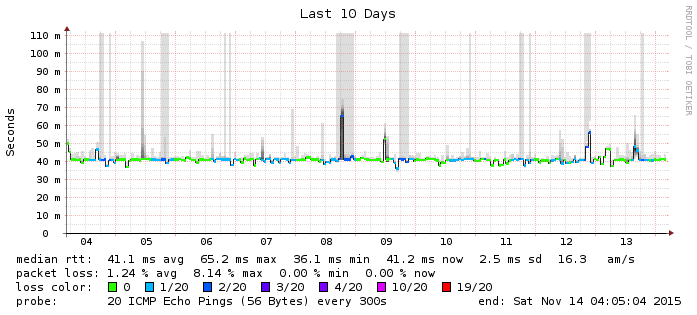 Last 10 Days
RRDTOOL / TOBI OETIKER
Seconds
110 m
100 m
90 m
80 m
70 m
60 m
50 m
40 m
30 m
20 m
10 m
0
04 05 06 07 08 09 10 11 12 13
median rtt: 41.1 ms avg 65.2 ms max 36.1 ms min 41.2 ms now 2.5 ms sd 16.3 am/s
packet loss: 1.24 % avg 8.14 % max 0.00 % min 0.00 % now
loss color: 0 1/20 2/20 3/20 4/20 10/20 19/20
probe: 20 ICMP Echo Pings (56 Bytes) every 300s end: Sat Nov 14 04:05:04 2015